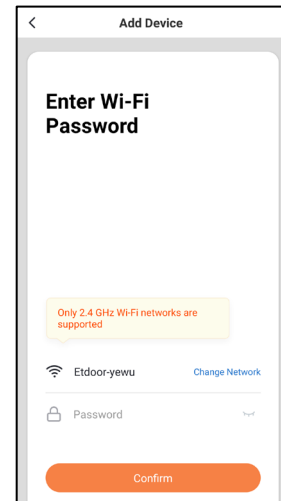 Add Device
Enter Wi-Fi
Password
Only 2.4 GHz Wi-Fi networks are
supported
Etdoor-yewu
Change Network
Password
Confirm